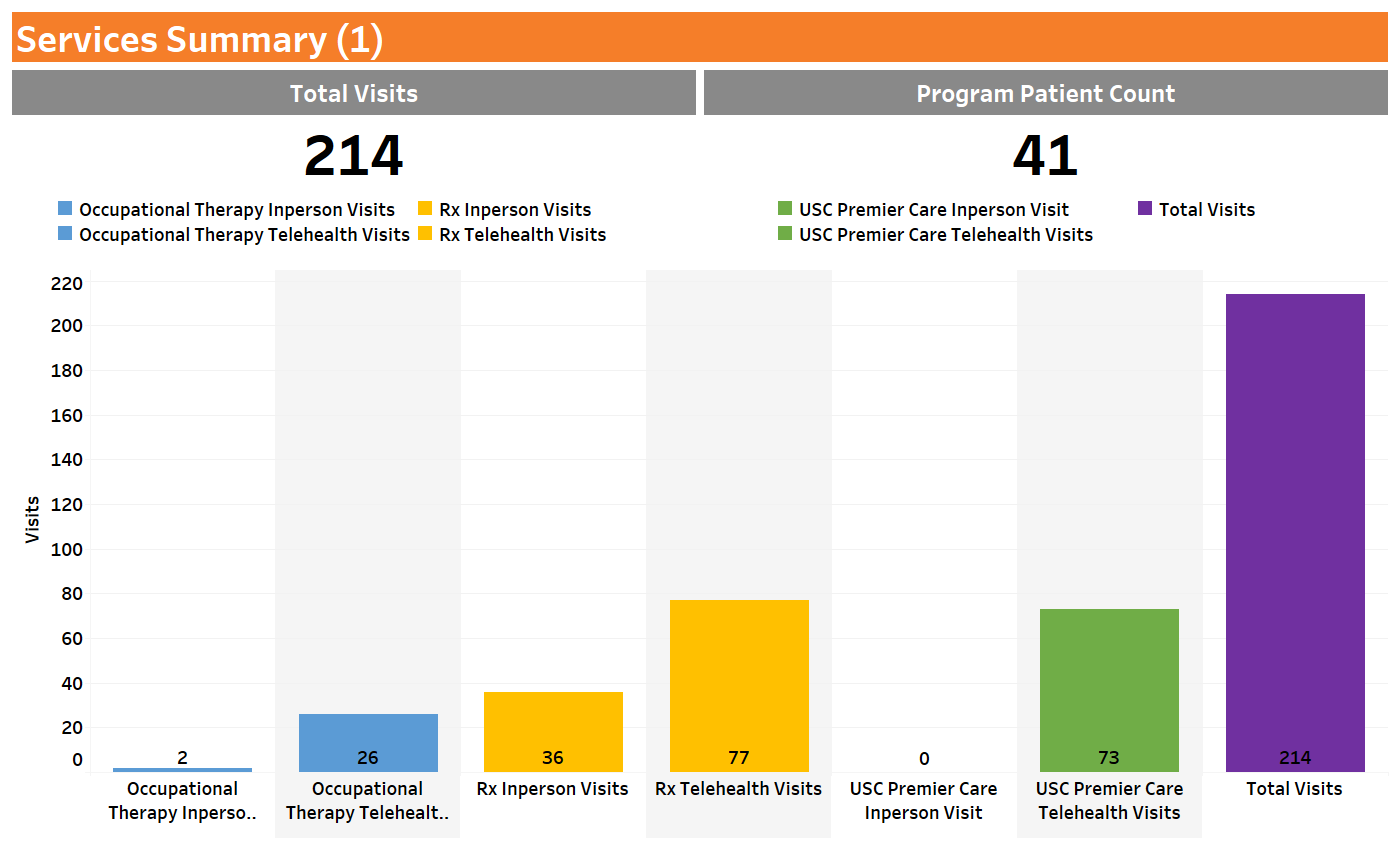 Services Summary (1)
Total Visits
Program Patient Count
214
41
Occupational Therapy Inperson Visits
Rx Inperson Visits
USC Premier Care Inperson Visit
Total Visits
Occupational Therapy Telehealth Visits
Rx Telehealth Visits
USC Premier Care Telehealth Visits
220
200
180
160
140
120
100
80
60
40
20
0
Visits
2
26
36
77
0
73
214
Occupational
Therapy Inperso..
Occupational
Therapy Telehealt..
Rx Inperson Visits
Rx Telehealth Visits
USC Premier Care
Inperson Visit
USC Premier Care
Telehealth Visits
Total Visits